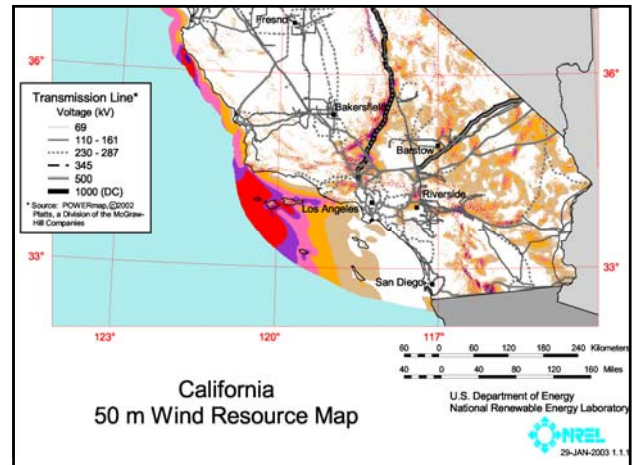 Fresno
36°
36°
Transmission Line*
Voltage (kV)
69
110 - 161
230 - 287
345
500
1000 (DC)
* Source: POWERmap, ©2002
Platts, a Division of the McGraw-
Hill Companies
Bakersfield
Barstow
Los Angeles
Riverside
33°
33°
San Diego
123°
120°
117°
60 0 60 120 180 240 Kilometers
40 0 40 80 120 160 Miles
California
50 m Wind Resource Map
U.S. Department of Energy
National Renewable Energy Laboratory
NREL
29-JAN-2003 1.1.1